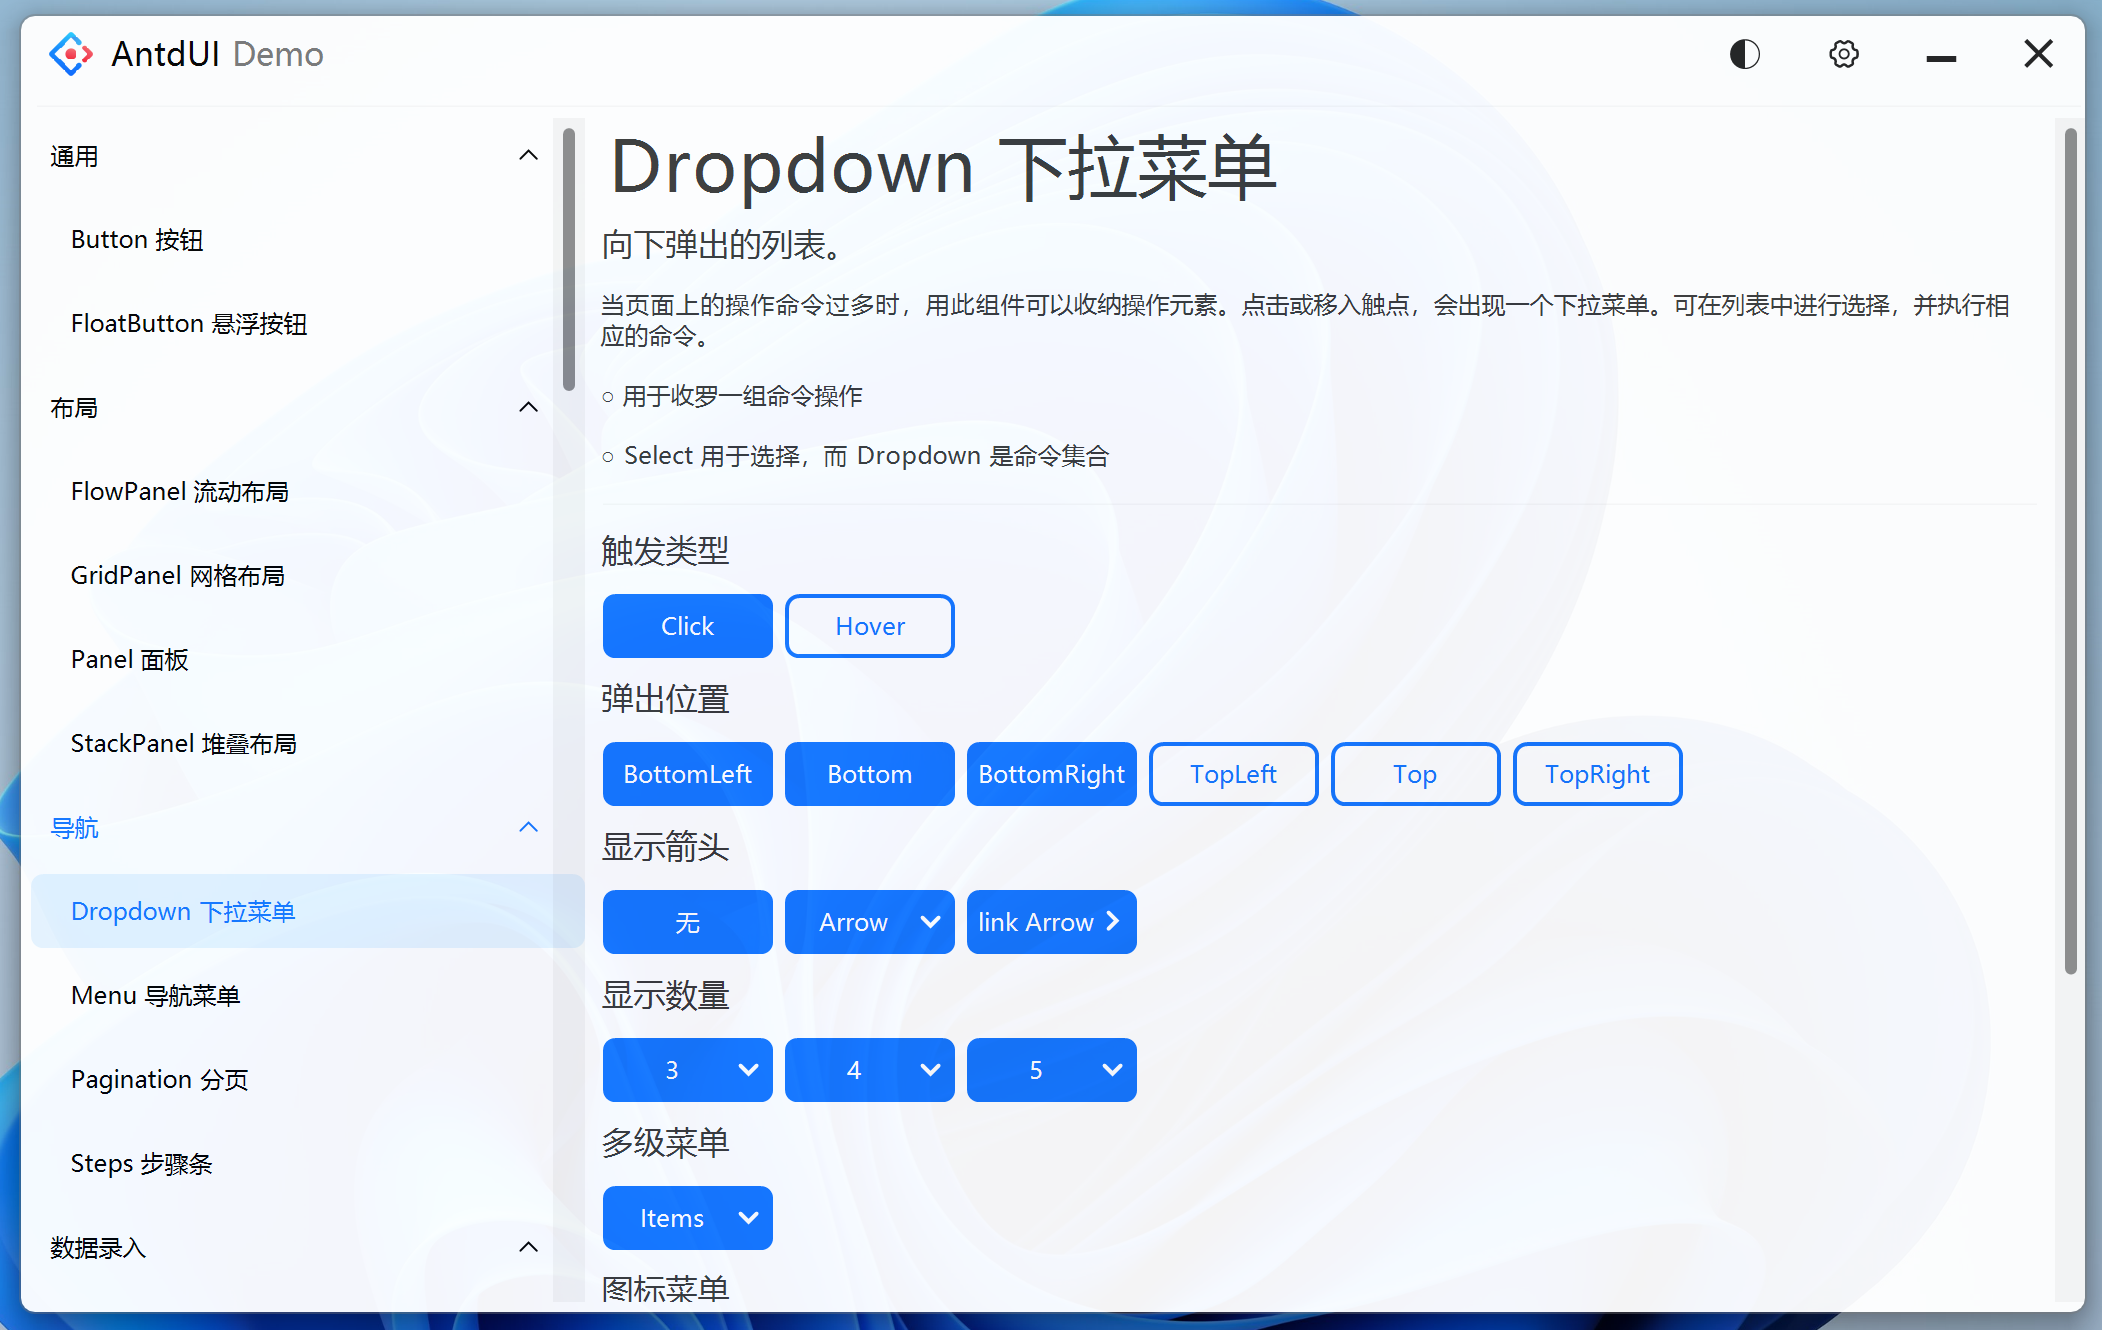 AntdUI Demo
通用
Button 按钮
FloatButton 悬浮按钮
布局
FlowPanel 流动布局
GridPanel 网格布局
Panel 面板
StackPanel 堆叠布局
导航
Dropdown 下拉菜单
Menu 导航菜单
Pagination 分页
Steps 步骤条
数据录入
Dropdown 下拉菜单
向下弹出的列表。
当页面上的操作命令过多时，用此组件可以收纳操作元素。点击或移入触点，会出现一个下拉菜单。可在列表中进行选择，并执行相
应的命令。
○ 用于收罗一组命令操作
○ Select 用于选择，而 Dropdown 是命令集合
触发类型
Click Hover
弹出位置
BottomLeft Bottom BottomRight TopLeft Top TopRight
显示箭头
无 Arrow link Arrow
显示数量
3 4 5
多级菜单
Items
图标菜单